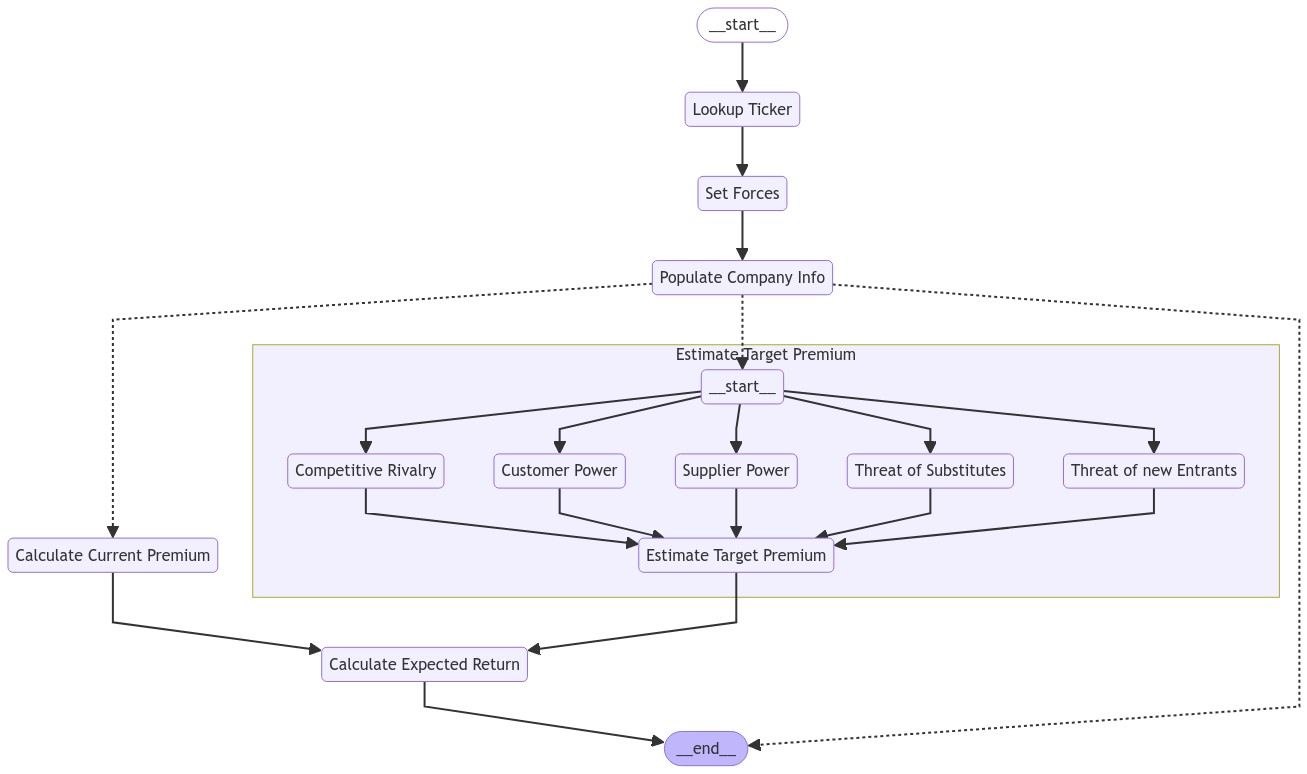 __start__
Lookup Ticker
Set Forces
Populate Company Info
Estimate Target Premium
__start__
Competitive Rivalry
Customer Power
Supplier Power
Threat of Substitutes
Threat of new Entrants
Calculate Current Premium
Estimate Target Premium
Calculate Expected Return
__end__